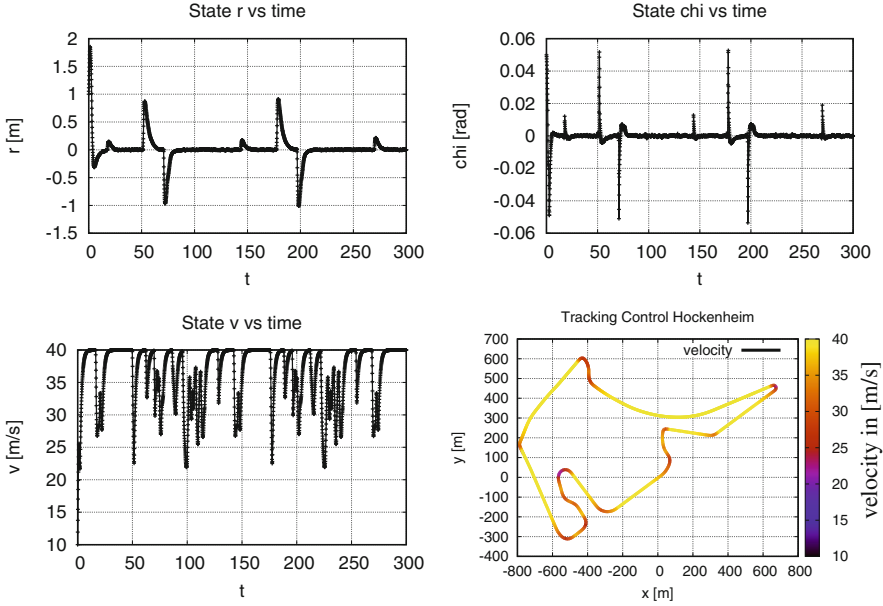 State r vs time
r [m]
2
1.5
1
0.5
0
-0.5
-1
-1.5
0 50 100 150 200 250 300
t
State chi vs time
chi [rad]
0.06
0.04
0.02
0
-0.02
-0.04
-0.06
0 50 100 150 200 250 300
t
State v vs time
v [m/s]
40
35
30
25
20
15
10
0 50 100 150 200 250 300
t
Tracking Control Hockenheim
velocity
y [m]
700
600
500
400
300
200
100
0
-100
-200
-300
-400
-800 -600 -400 -200 0 200 400 600 800
x [m]
40
35
30
25
20
15
10
velocity in [m/s]